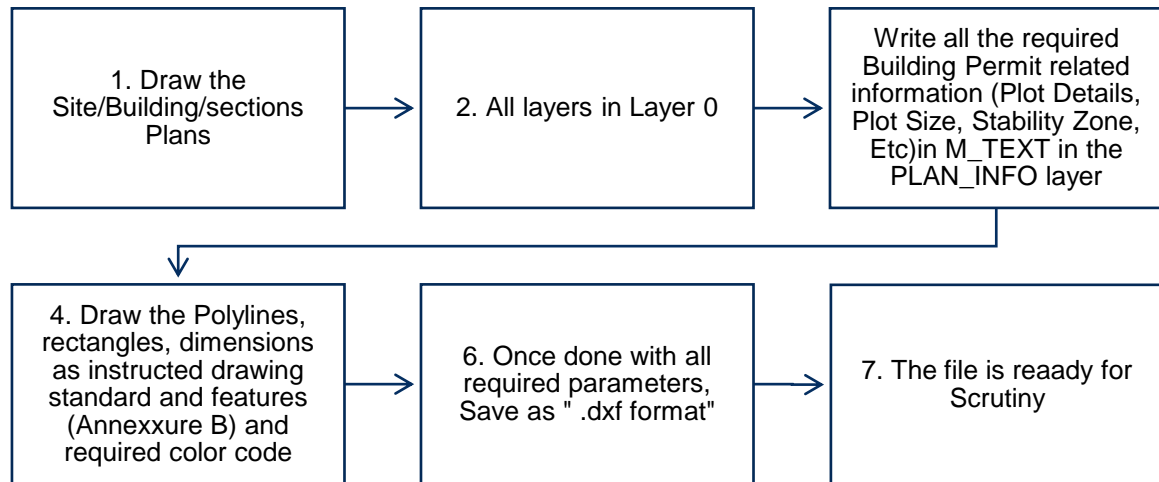 1. Draw the
Site/Building/sections
Plans
2. All layers in Layer 0
Write all the required
Building Permit related
information (Plot Details,
Plot Size, Stability Zone,
Etc)in M_TEXT in the
PLAN_INFO layer
4. Draw the Polylines,
rectangles, dimensions
as instructed drawing
standard and features
(Annexxure B) and
required color code
6. Once done with all
required parameters,
Save as " .dxf format"
7. The file is reaady for
Scrutiny